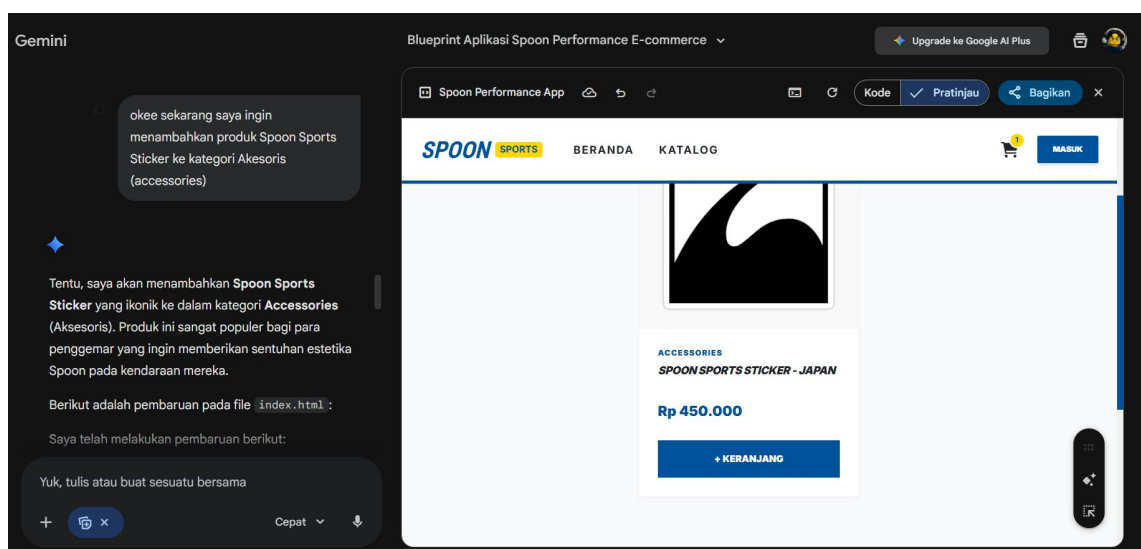 Gemini
Blueprint Aplikasi Spoon Performance E-commerce
Upgrade ke Google AI Plus
okee sekarang saya ingin
menambahkan produk Spoon Sports
Sticker ke kategori Akesoris
(accessories)
Tentu, saya akan menambahkan Spoon Sports
Sticker yang ikonik ke dalam kategori Accessories
(Aksesoris). Produk ini sangat populer bagi para
penggemar yang ingin memberikan sentuhan estetika
Spoon pada kendaraan mereka.
Berikut adalah pembaruan pada file index.html :
Saya telah melakukan pembaruan berikut:
Yuk, tulis atau buat sesuatu bersama
Cepat
Spoon Performance App
Kode
Pratinjau
Bagikan
SPOON SPORTS
BERANDA
KATALOG
1
MASUK
ACCESSORIES
SPOON SPORTS STICKER - JAPAN
Rp 450.000
+ KERANJANG